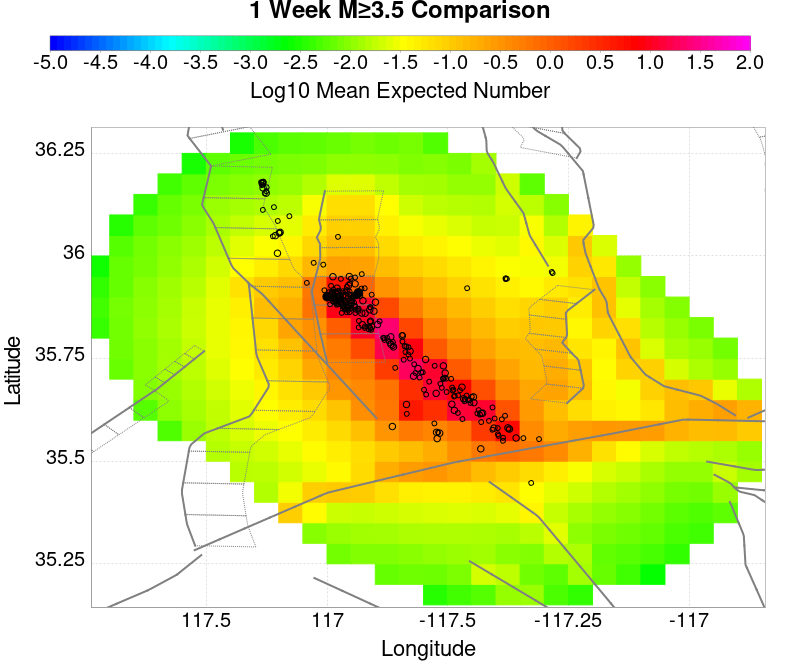 1 Week M≥3.5 Comparison
-5.0 -4.5 -4.0 -3.5 -3.0 -2.5 -2.0 -1.5 -1.0 -0.5 0.0 0.5 1.0 1.5 2.0
Log10 Mean Expected Number
36.25
36
35.75
35.5
35.25
Latitude
117.5 117 -117.5 -117.25 -117
Longitude